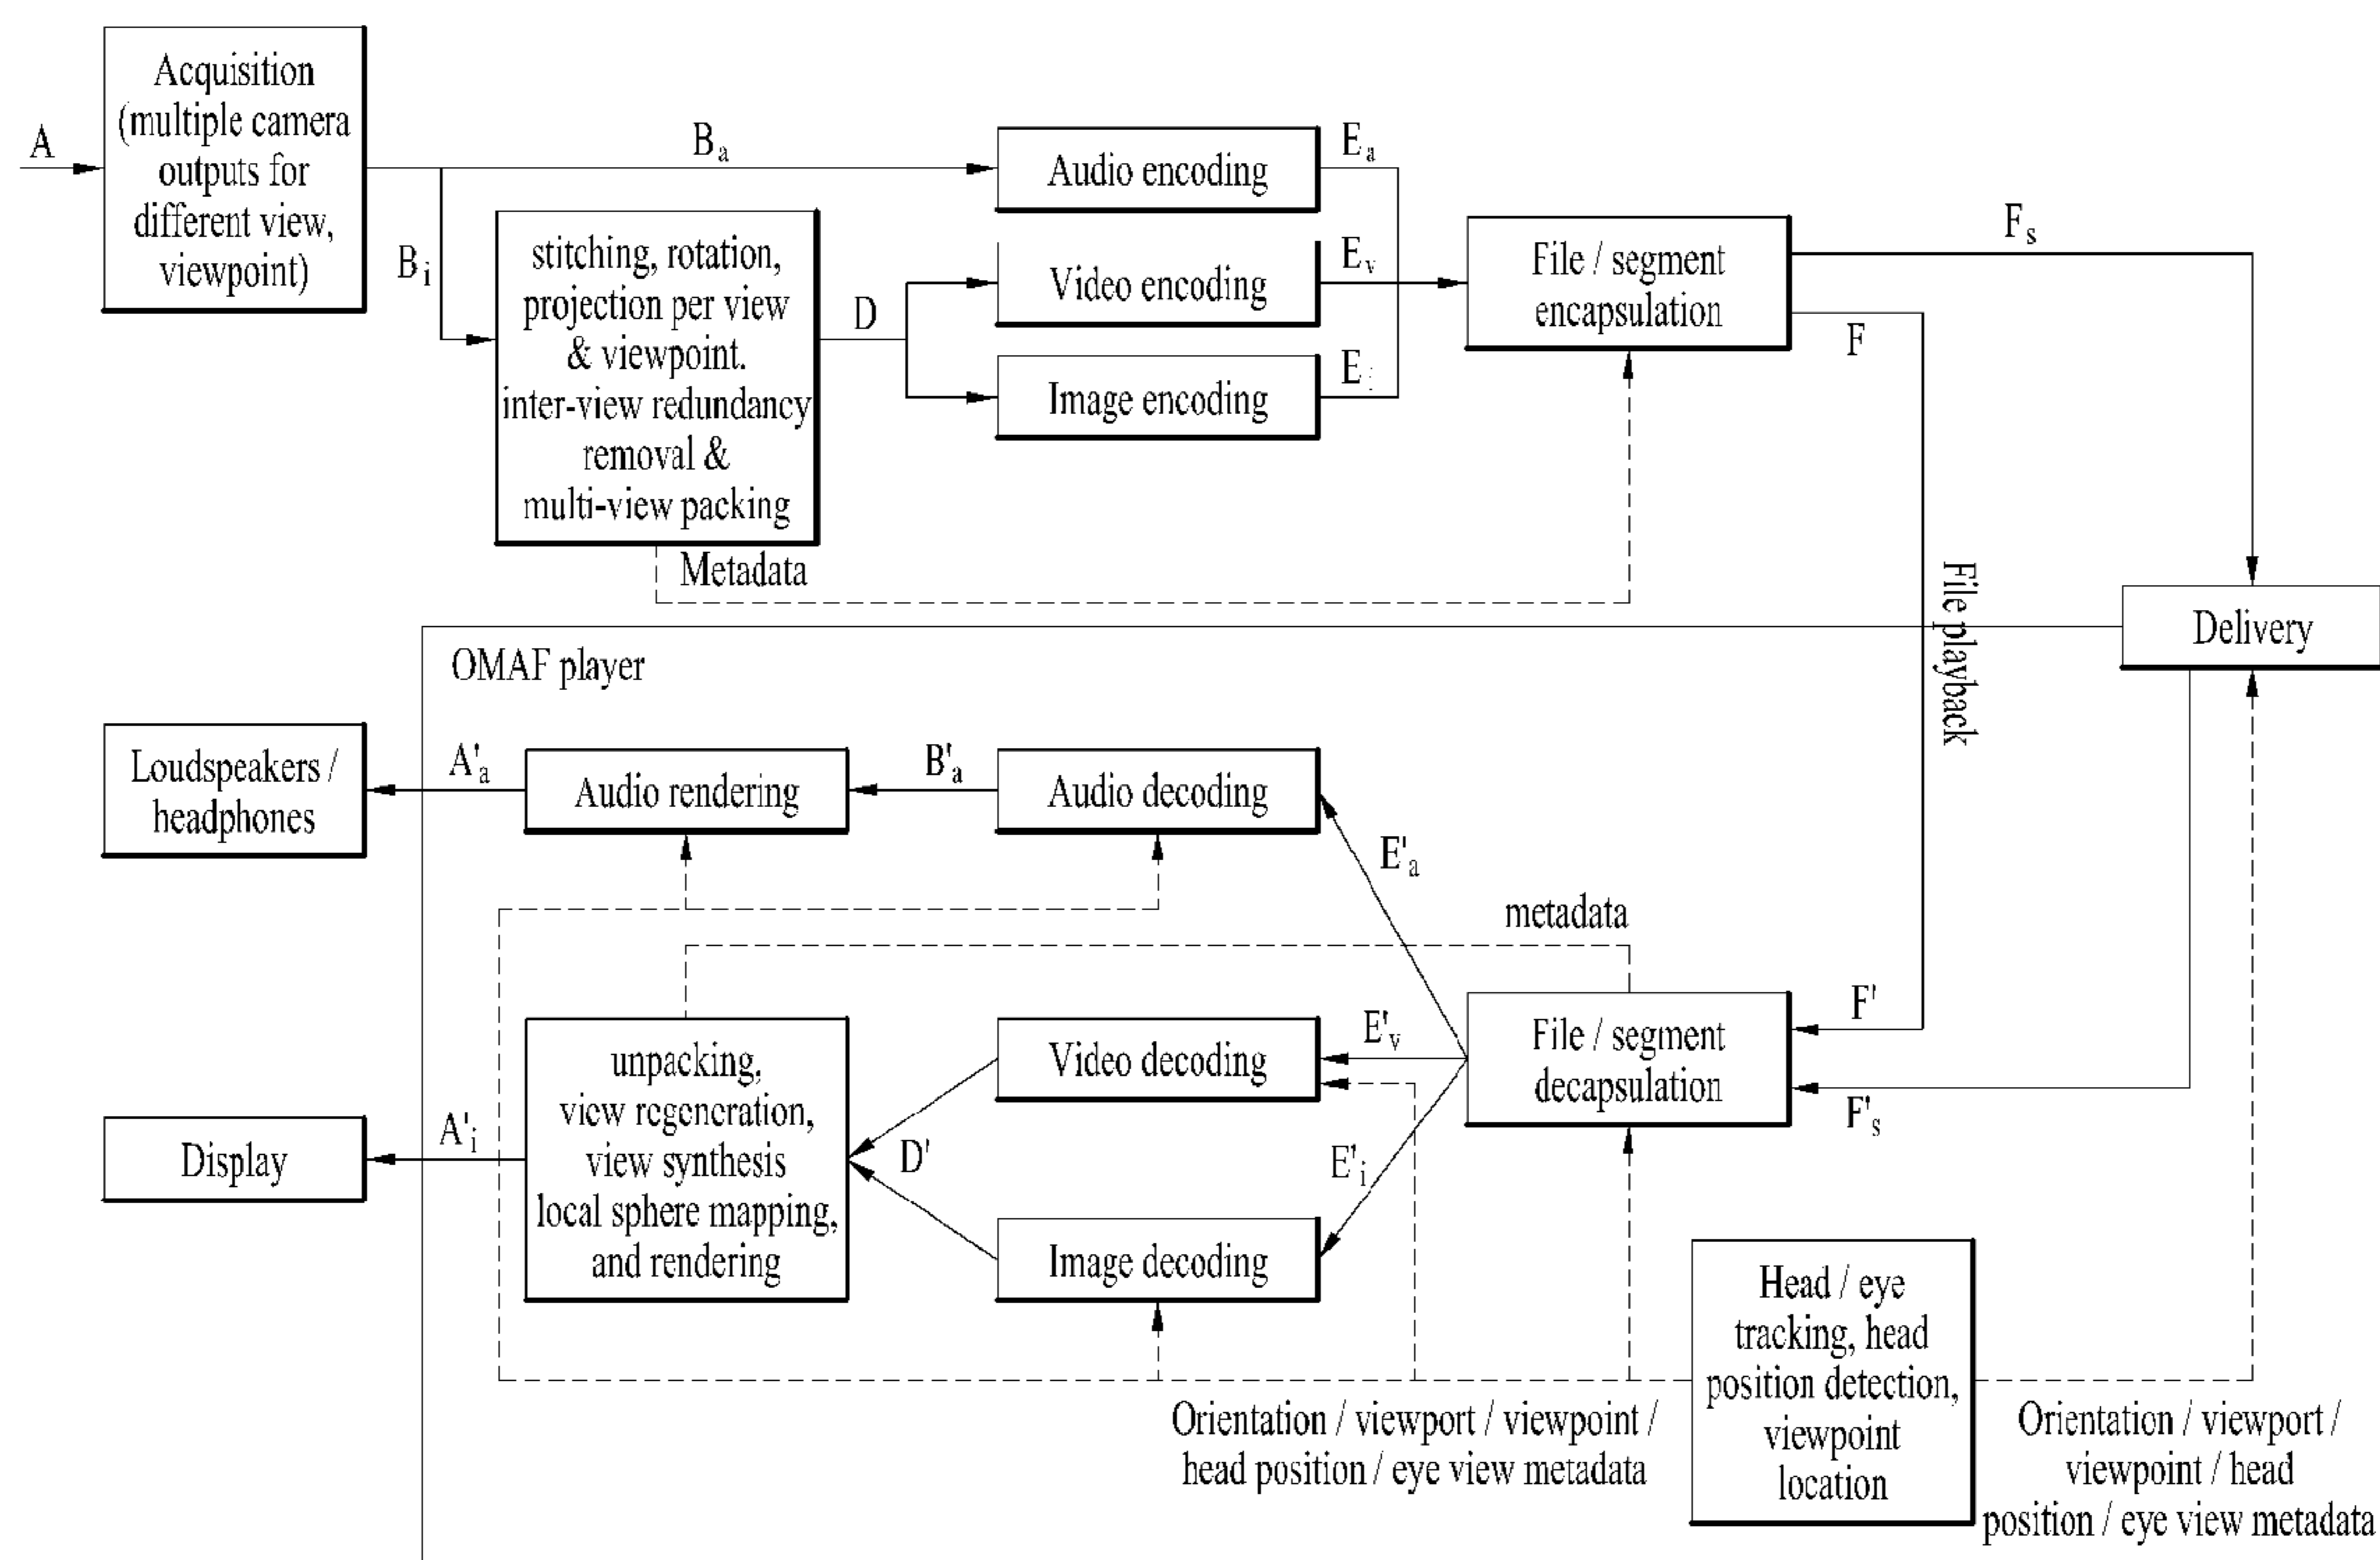 A
Acquisition
(multiple camera
outputs for
different view,
viewpoint)
Ba
Bi
stitching, rotation,
projection per view
& viewpoint.
inter-view redundancy
removal &
multi-view packing
D
Audio encoding
Video encoding
Image encoding
Ea
Ev
Ei
File / segment
encapsulation
Fs
F
Metadata
File playback
Delivery
OMAF player
Loudspeakers /
headphones
A'a
Audio rendering
B'a
Audio decoding
E'a
metadata
Display
A'i
unpacking,
view regeneration,
view synthesis
local sphere mapping,
and rendering
D'
Video decoding
Image decoding
E'v
E'i
File / segment
decapsulation
F'
F's
Head / eye
tracking, head
position detection,
viewpoint
location
Orientation / viewport / viewpoint /
head position / eye view metadata
Orientation / viewport /
viewpoint / head
position / eye view metadata